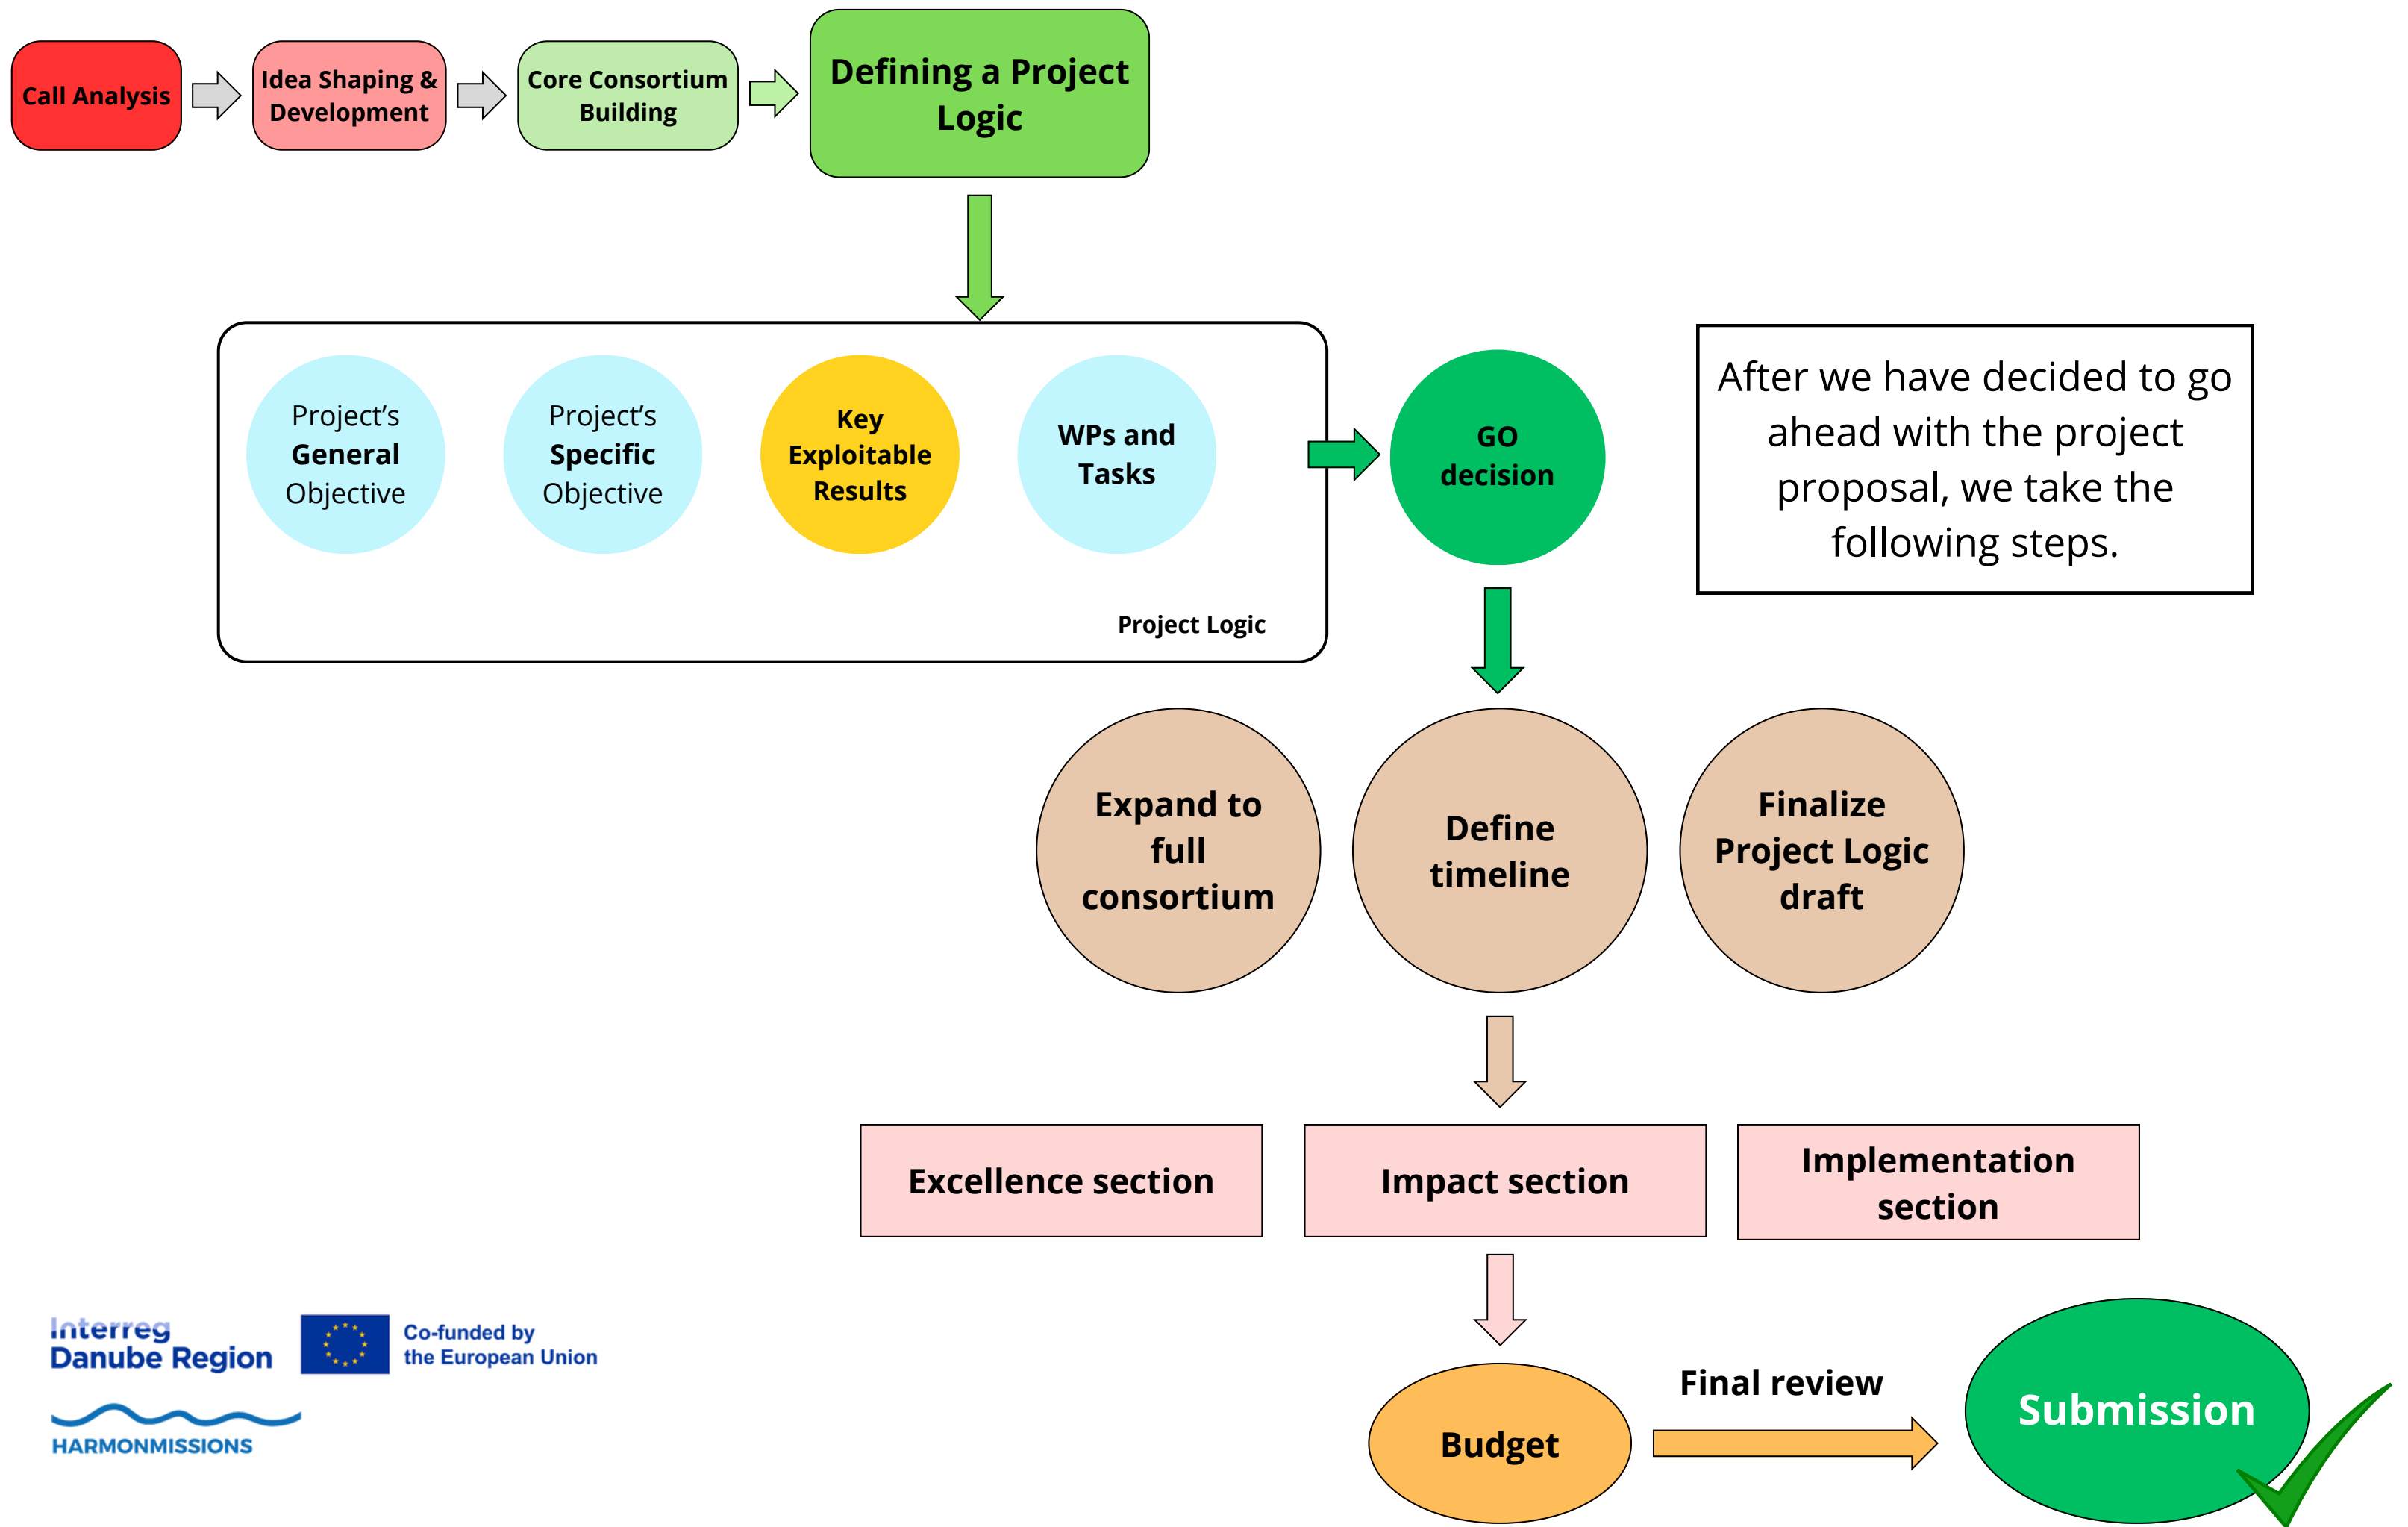 Call Analysis
Idea Shaping &
Development
Core Consortium
Building
Defining a Project
Logic
Project's
General
Objective
Project's
Specific
Objective
Key
Exploitable
Results
WPs and
Tasks
Project Logic
GO
decision
After we have decided to go
ahead with the project
proposal, we take the
following steps.
Expand to
full
consortium
Define
timeline
Finalize
Project Logic
draft
Excellence section
Impact section
Implementation
section
Budget
Final review
Submission
Interreg
Danube Region
Co-funded by
the European Union
HARMONMISSIONS